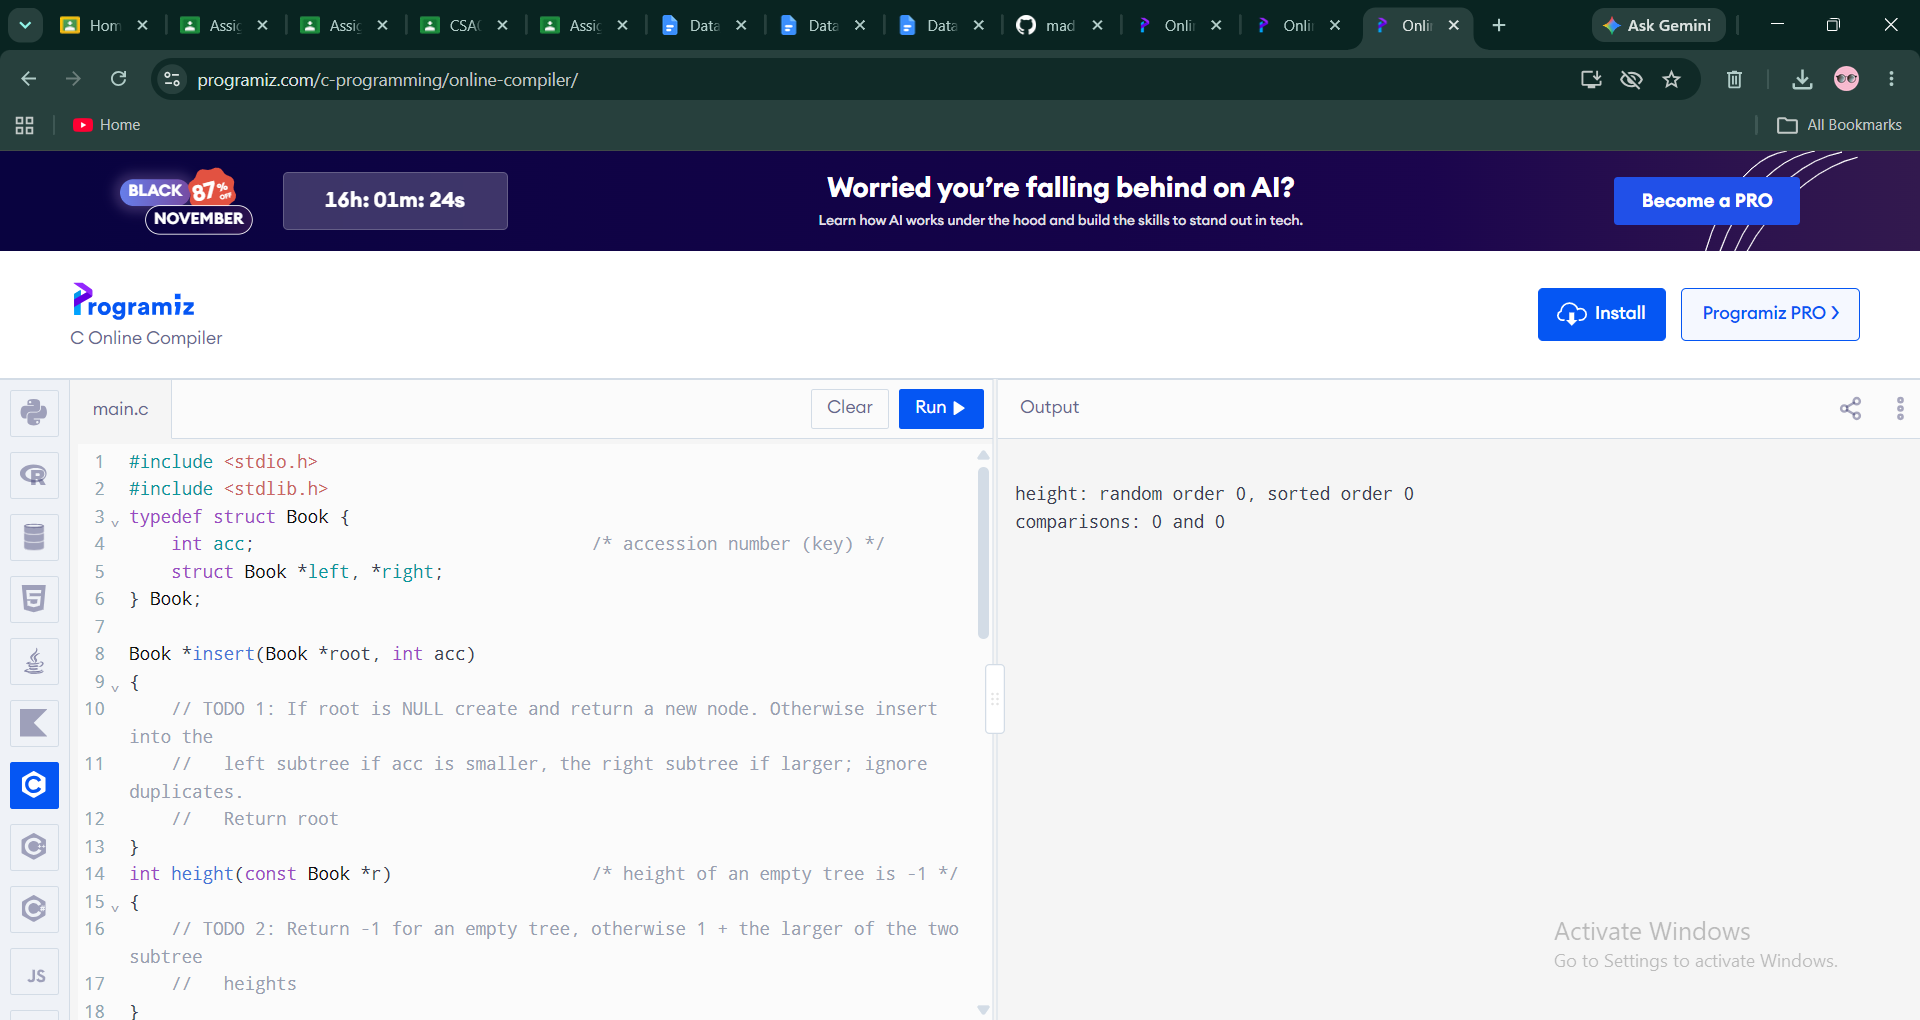 Hom
Assig
Assig
CSA
Assig
Data
Data
Data
mad
Onli
Onli
Onli
Ask Gemini
programiz.com/c-programming/online-compiler/
Home
All Bookmarks
BLACK 87% OFF
NOVEMBER
16h: 01m: 24s
Worried you’re falling behind on AI?
Learn how AI works under the hood and build the skills to stand out in tech.
Become a PRO
Programiz
C Online Compiler
Install
Programiz PRO >
main.c
Clear
Run
Output
1 #include <stdio.h>
2 #include <stdlib.h>
3 typedef struct Book {
4 int acc; /* accession number (key) */
5 struct Book *left, *right;
6 } Book;
7
8 Book *insert(Book *root, int acc)
9 {
10 // TODO 1: If root is NULL create and return a new node. Otherwise insert
into the
11 // left subtree if acc is smaller, the right subtree if larger; ignore
duplicates.
12 // Return root
13 }
14 int height(const Book *r) /* height of an empty tree is -1 */
15 {
16 // TODO 2: Return -1 for an empty tree, otherwise 1 + the larger of the two
subtree
17 // heights
18 }
height: random order 0, sorted order 0
comparisons: 0 and 0
JS
Activate Windows
Go to Settings to activate Windows.